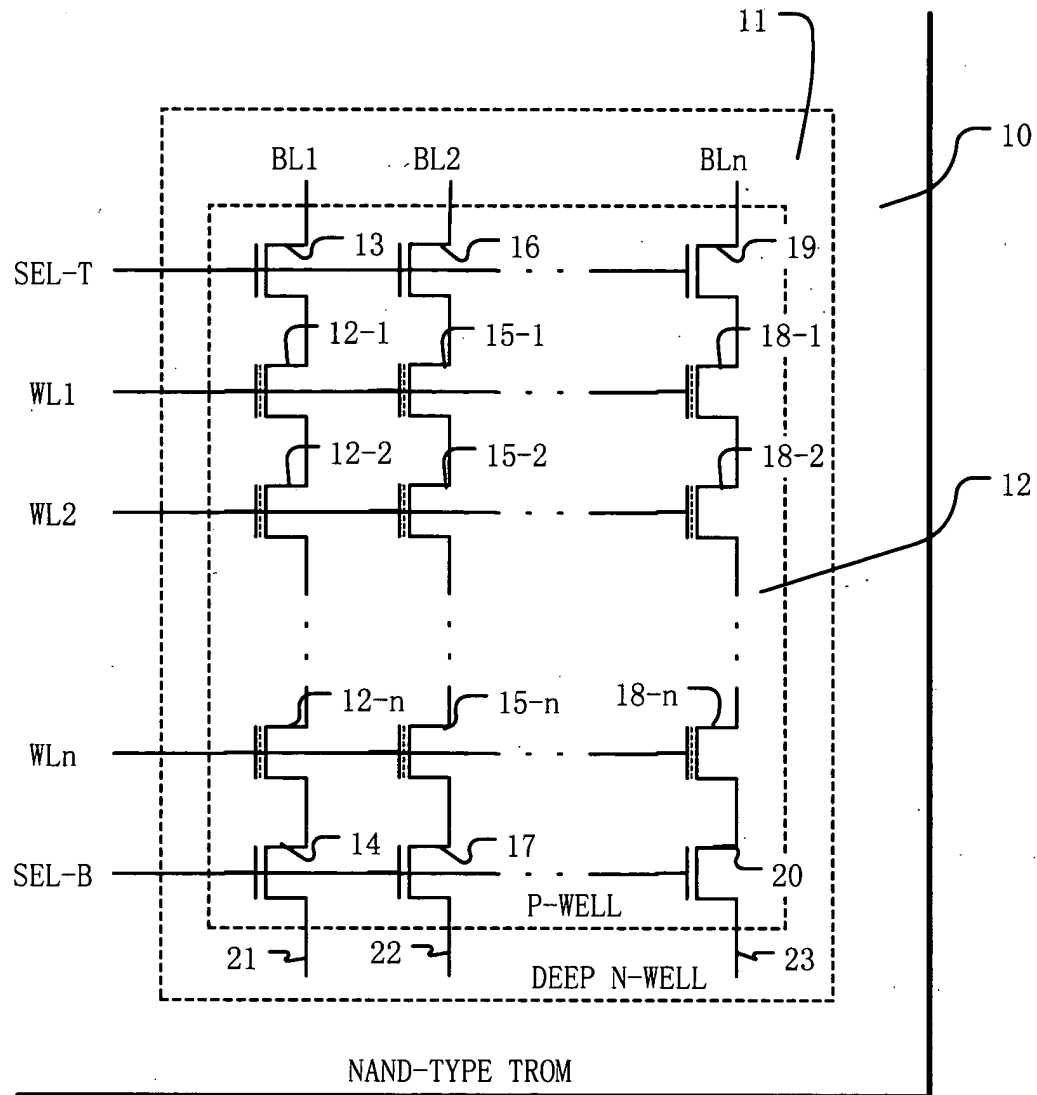 11
10
BL1 BL2 BLn
SEL-T 13 16 19
12-1 15-1 18-1
WL1
12-2 15-2 18-2
WL2 12
12-n 15-n 18-n
WLn
14 17
SEL-B 20
P-WELL
21 22 23
DEEP N-WELL
NAND-TYPE TROM